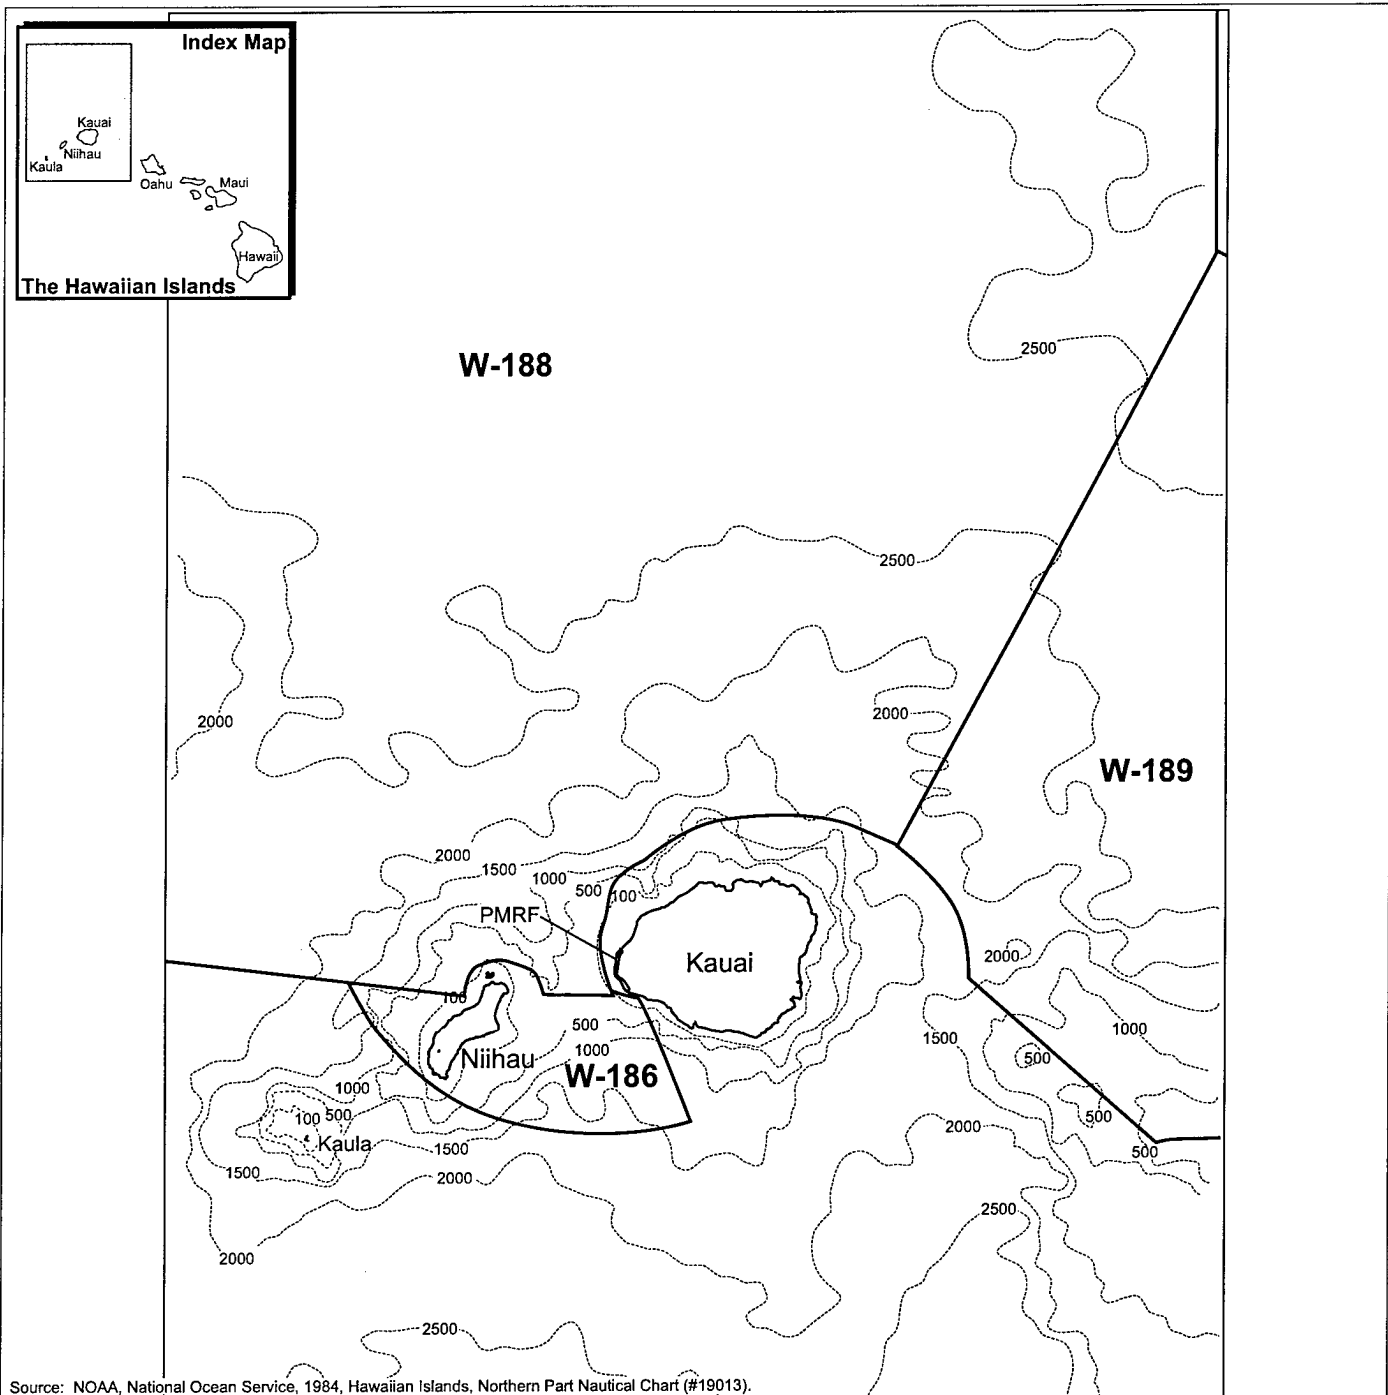 Index Map
Kauai
Niihau
Kaula
Oahu
Maui
Hawaii
The Hawaiian Islands
2500
W-188
2500
2000
2000
W-189
2000
1500
1000
500
100
PMRF
Kauai
2000
100
500
1000
1500
500
1000
Niihau
W-186
1000
100
500
Kaula
500
2000
500
1500
1500
2000
2500
2000
2500
Source: NOAA, National Ocean Service, 1984, Hawaiian Islands, Northern Part Nautical Chart (#19013).